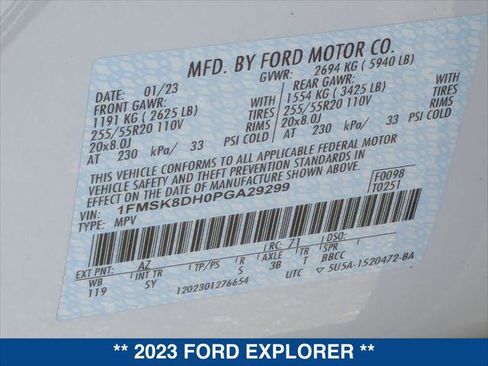 MFD. BY FORD MOTOR CO.
DATE: 01/23 GVWR: 2694 KG ( 5940 LB)
FRONT GAWR: REAR GAWR:
1191 KG ( 2625 LB) 1554 KG ( 3425 LB)
255/55R20 110V TIRES 255/55R20 110V TIRES
20x8.0J RIMS 20x8.0J RIMS
AT 230 kPa/ 33 PSI COLD AT 230 kPa/ 33 PSI COLD
THIS VEHICLE CONFORMS TO ALL APPLICABLE FEDERAL MOTOR
VEHICLE SAFETY AND THEFT PREVENTION STANDARDS IN EFFECT
ON THE DATE OF MANUFACTURE SHOWN ABOVE.
VIN: 1FMSK8DH0PGA29299 F0098
TYPE: MPV T0251
EXT PNT: AZ RC: 71 DSO:
WB INT TR TP/PS R AXLE TR SPR
119 SY S 3B T BBCC
1202301276654 UTC 5U5A-1520472-BA
** 2023 FORD EXPLORER **